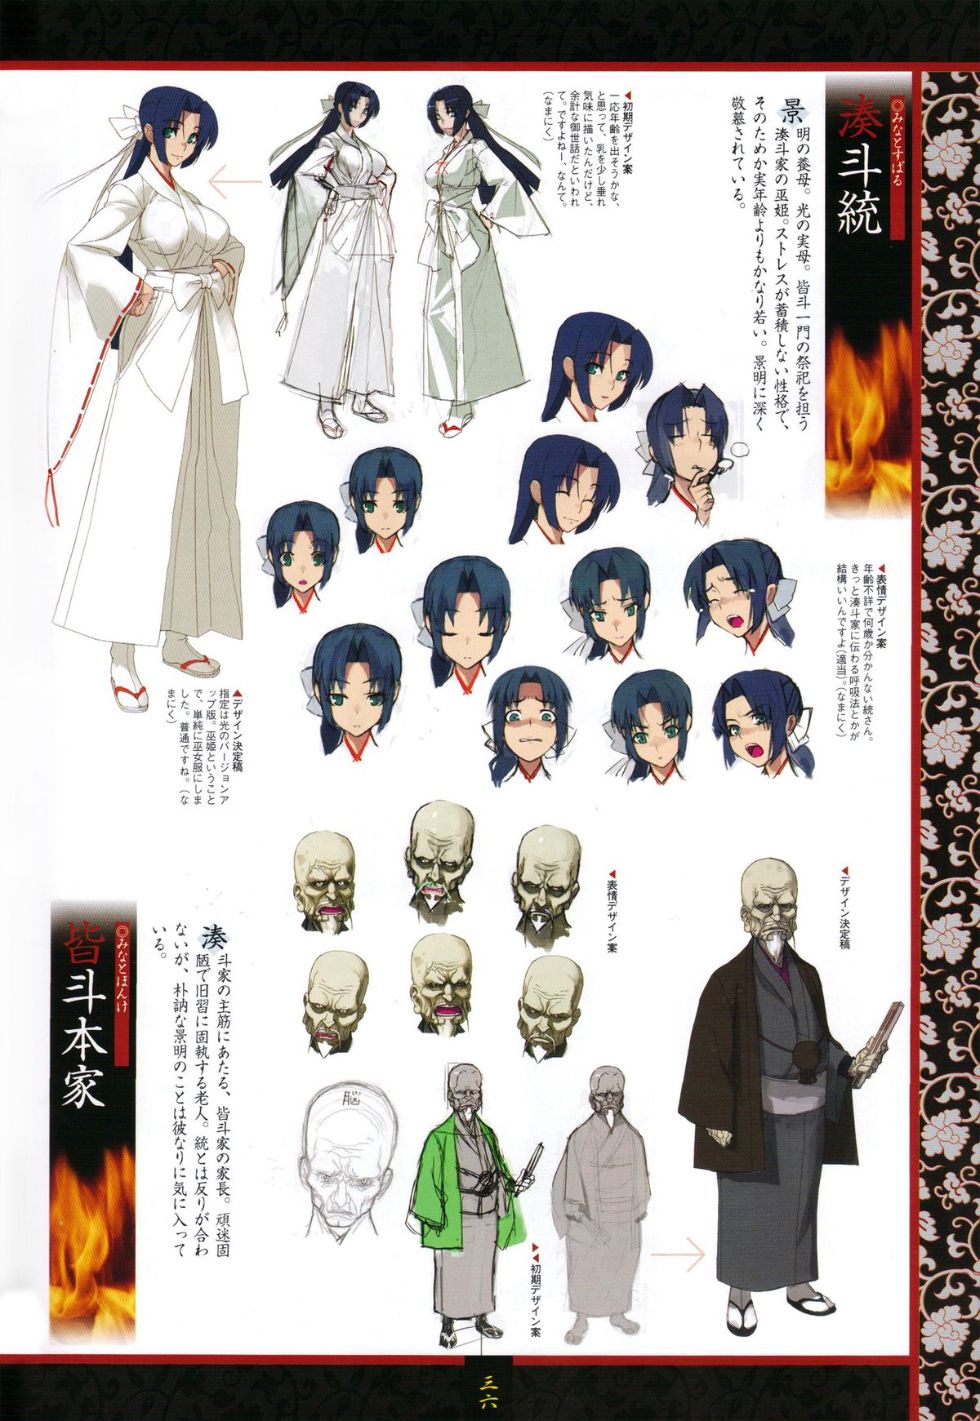 ◎みなとすばる
湊斗統
景明の養母。光の実母。皆斗一門の祭祀を担う
湊斗家の巫姫。ストレスが蓄積しない性格で、
そのためか実年齢よりもかなり若い。景明に深く
敬慕されている。
◀初期デザイン案
一応年齢を出そうかな、
と思って、乳を少し垂れ
気味に描いたんだけど、
余計な御世話だといわれ
て。ですよねー、なんて。
(なまにく)
◀表情デザイン案
年齢不詳で何歳か分かんない統さん。
きっと湊斗家に伝わる呼吸法とかが
結構いいんですよ(適当)。(なまにく)
▲デザイン決定稿
指定は光のバージョンア
ップ版。巫姫ということ
で、単純に巫女服にしま
した。普通ですね。(な
まにく)
◀デザイン決定稿
◀表情デザイン案
脳
▶◀初期デザイン案
湊斗家の主筋にあたる、皆斗家の家長。頑迷固
陋で旧習に固執する老人。統とは反りが合わ
ないが、朴訥な景明のことは彼なりに気に入って
いる。
◎みなとほんけ
皆斗本家
三六